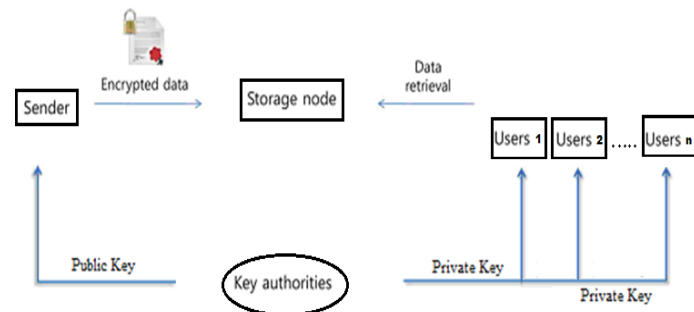 Encrypted data
Data
retrieval
Sender
Storage node
Users 1
Users 2
.....
Users n
Public Key
Key authorities
Private Key
Private Key